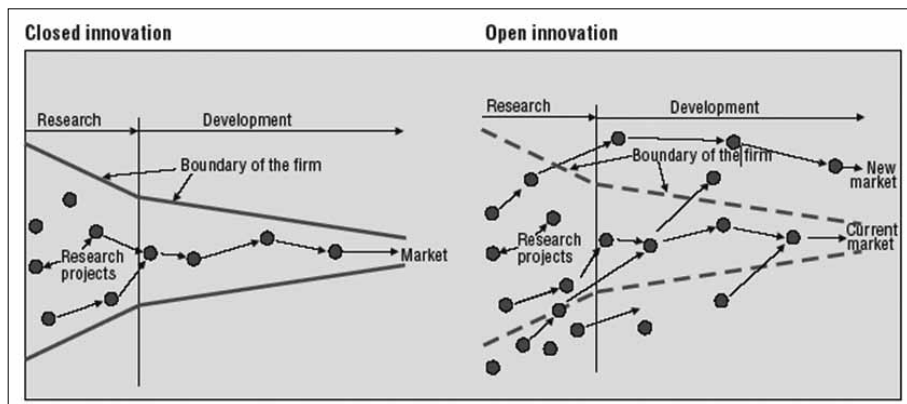 Closed innovation
Research
Development
Boundary of the firm
Research
projects
Market
Open innovation
Research
Development
Boundary of the firm
New
market
Research
projects
Current
market